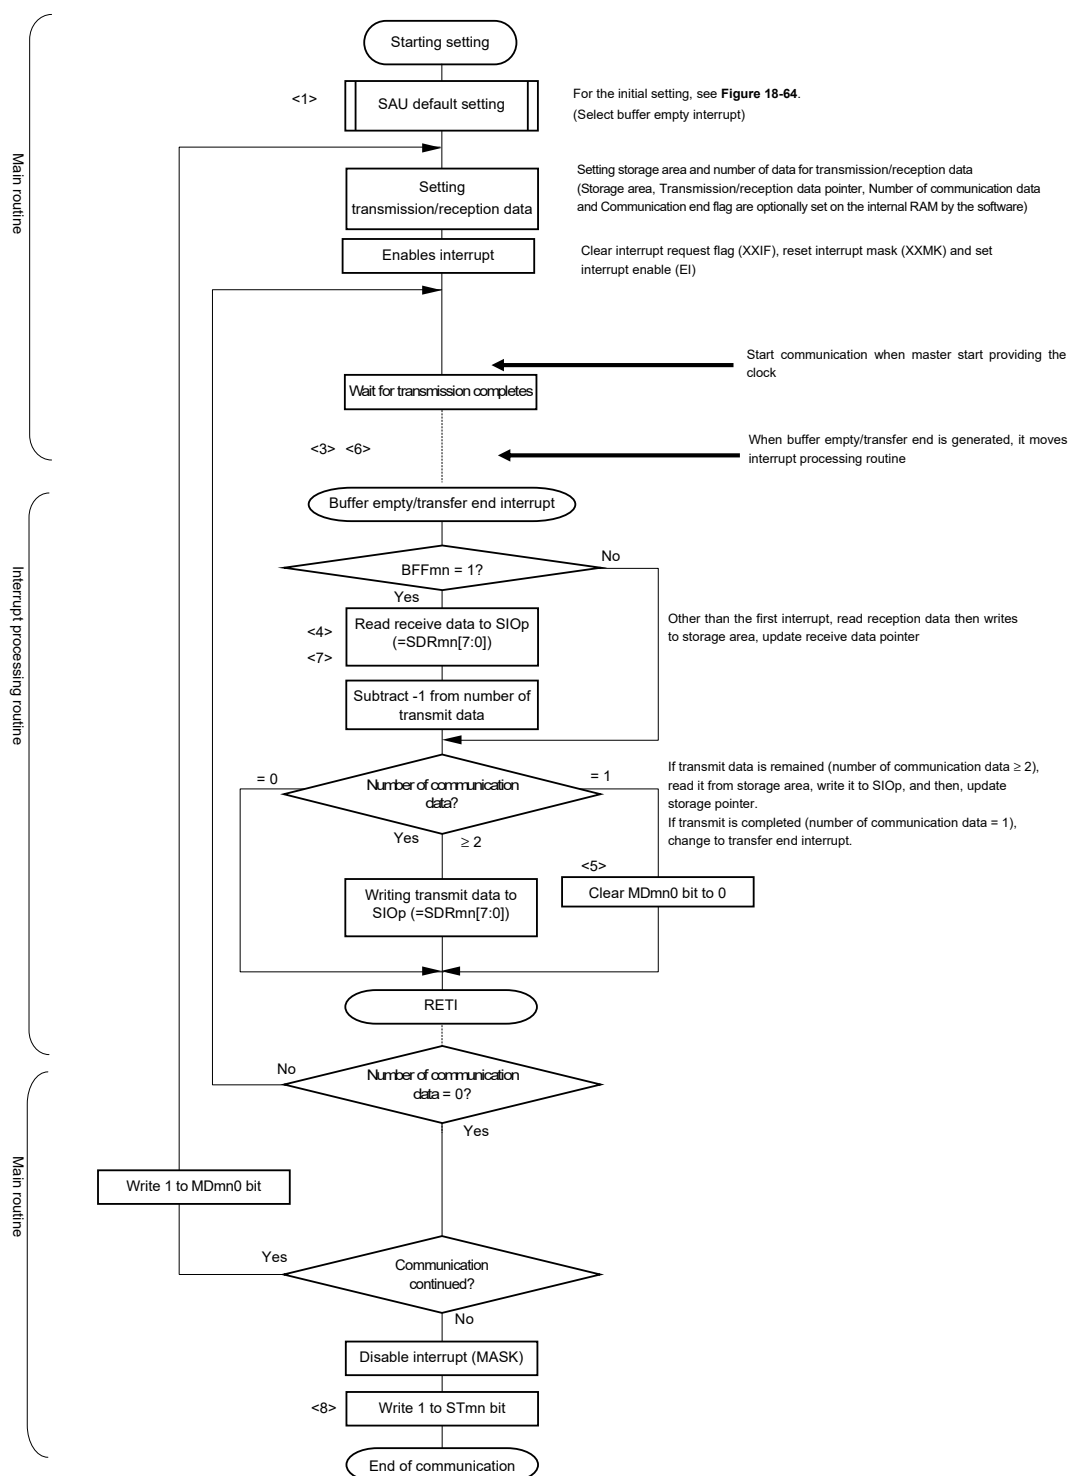 Main routine
Starting setting
<1>
SAU default setting
For the initial setting, see Figure 18-64.
(Select buffer empty interrupt)
Setting
transmission/reception data
Setting storage area and number of data for transmission/reception data
(Storage area, Transmission/reception data pointer, Number of communication data
and Communication end flag are optionally set on the internal RAM by the software)
Enables interrupt
Clear interrupt request flag (XXIF), reset interrupt mask (XXMK) and set
interrupt enable (EI)
Start communication when master start providing the
clock
Wait for transmission completes
<3> <6>
When buffer empty/transfer end is generated, it moves
interrupt processing routine
Interrupt processing routine
Buffer empty/transfer end interrupt
BFFmn = 1?
No
Yes
<4>
<7>
Read receive data to SIOp
(=SDRmn[7:0])
Other than the first interrupt, read reception data then writes
to storage area, update receive data pointer
Subtract -1 from number of
transmit data
= 0
Number of communication
data?
= 1
Yes
≥ 2
If transmit data is remained (number of communication data ≥ 2),
read it from storage area, write it to SIOp, and then, update
storage pointer.
If transmit is completed (number of communication data = 1),
change to transfer end interrupt.
Writing transmit data to
SIOp (=SDRmn[7:0])
<5>
Clear MDmn0 bit to 0
RETI
Main routine
No
Number of communication
data = 0?
Yes
Write 1 to MDmn0 bit
Yes
Communication
continued?
No
Disable interrupt (MASK)
<8>
Write 1 to STmn bit
End of communication